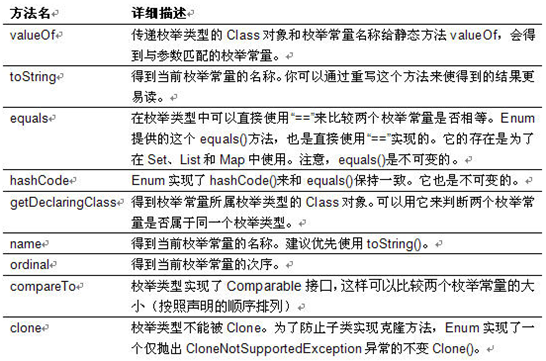 方法名 详细描述
valueOf 传递枚举类型的 Class 对象和枚举常量名称给静态方法 valueOf，会得
到与参数匹配的枚举常量。
toString 得到当前枚举常量的名称。你可以通过重写这个方法来使得到的结果更
易读。
equals 在枚举类型中可以直接使用“==”来比较两个枚举常量是否相等。Enum
提供的这个 equals()方法，也是直接使用“==”实现的。它的存在是为了
在 Set、List 和 Map 中使用。注意，equals()是不可变的。
hashCode Enum 实现了 hashCode()来和 equals()保持一致。它也是不可变的。
getDeclaringClass 得到枚举常量所属枚举类型的 Class 对象。可以用它来判断两个枚举常
量是否属于同一个枚举类型。
name 得到当前枚举常量的名称。建议优先使用 toString()。
ordinal 得到当前枚举常量的次序。
compareTo 枚举类型实现了 Comparable 接口，这样可以比较两个枚举常量的大
小（按照声明的顺序排列）
clone 枚举类型不能被 Clone。为了防止子类实现克隆方法，Enum 实现了一
个仅抛出 CloneNotSupportedException 异常的不变 Clone()。